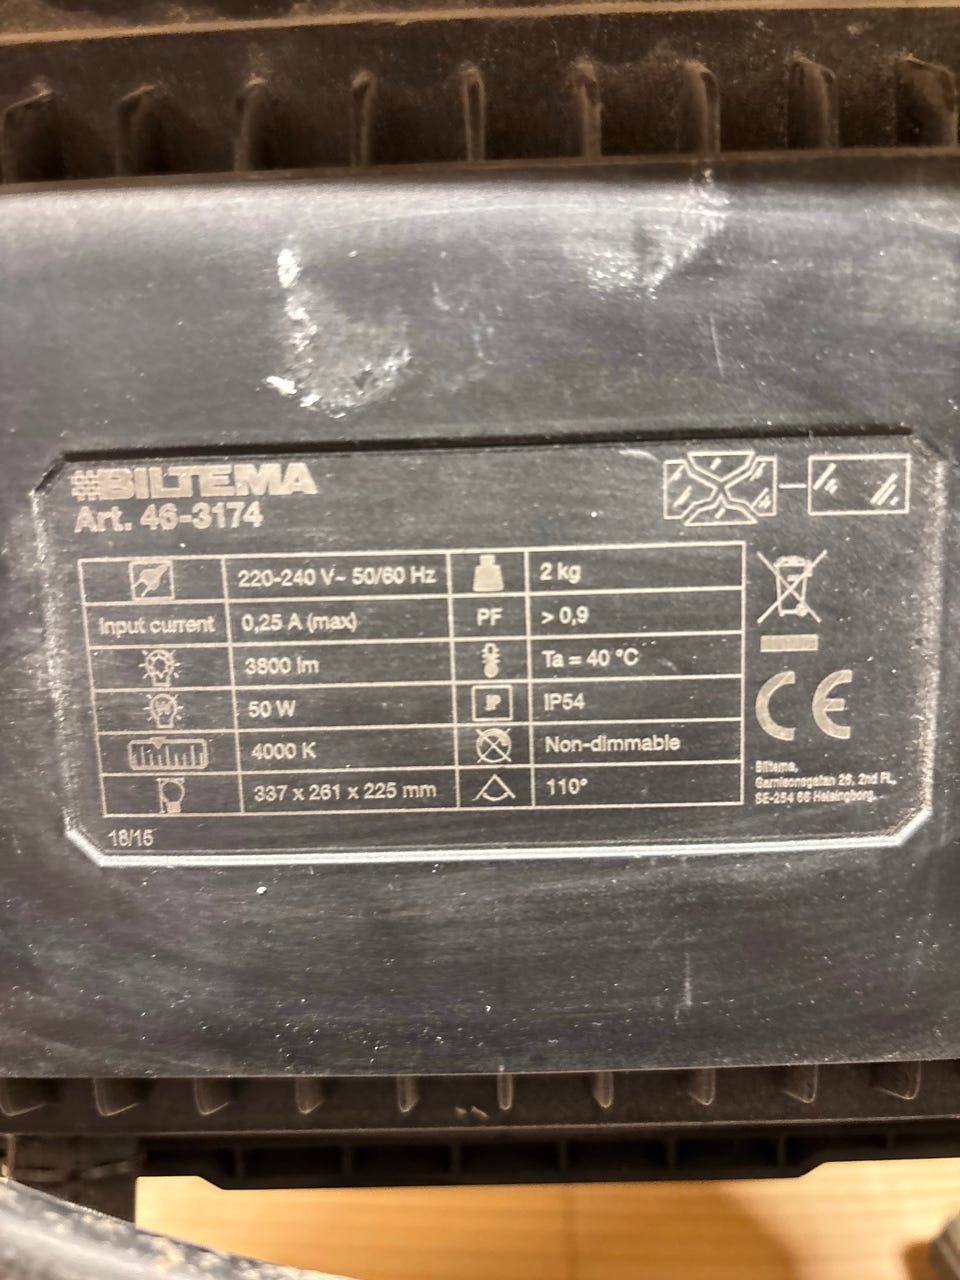 BILTEMA
Art. 46-3174
220-240 V~ 50/60 Hz 2 kg
Input current 0,25 A (max) PF > 0,9
3800 lm Ta = 40 °C
50 W IP IP54
4000 K Non-dimmable
337 x 261 x 225 mm 110°
CE
Biltema,
Garnisonsgatan 26, 2nd FL,
SE-254 66 Helsingborg.
18/15